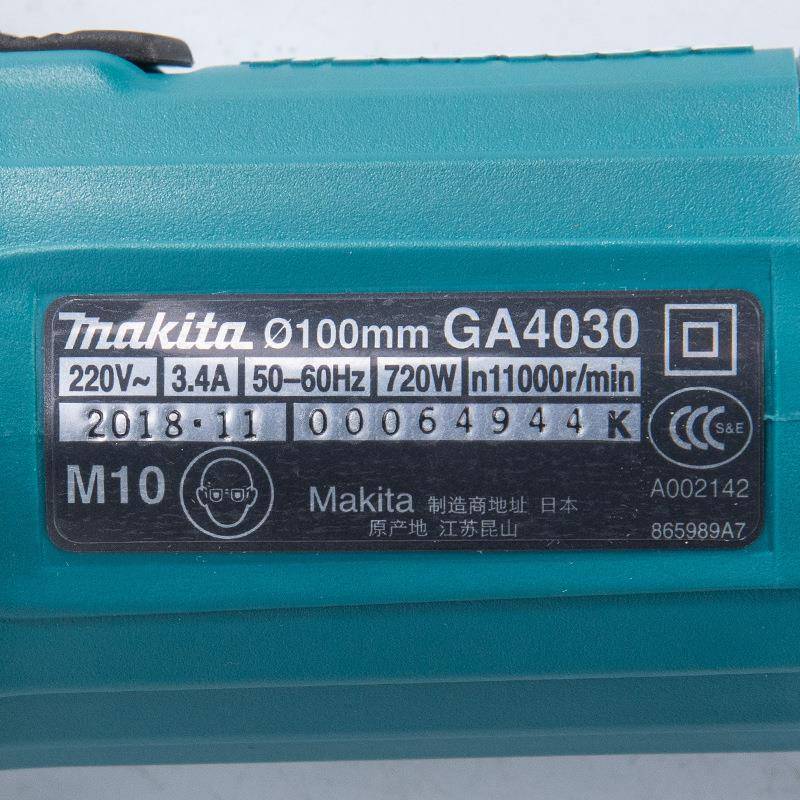 makita Ø100mm GA4030
220V~ 3.4A 50–60Hz 720W n11000r/min
2018·11 00064944 K
CCC S&E
M10
A002142
Makita 制造商地址 日本
原产地 江苏昆山
865989A7